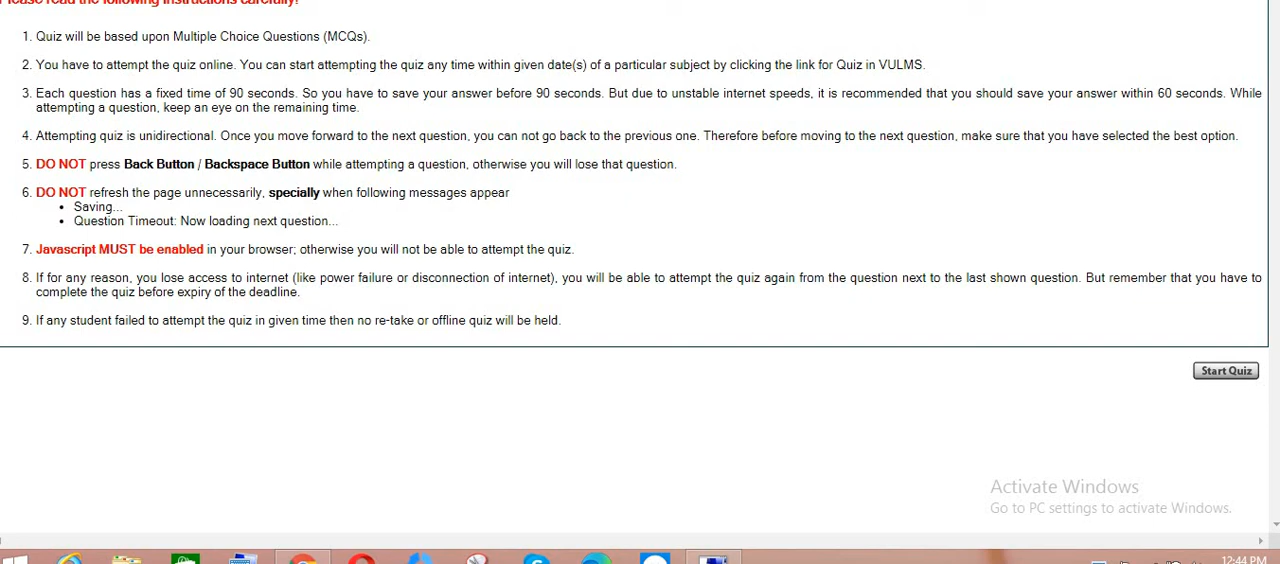 Please read the following instructions carefully!
1. Quiz will be based upon Multiple Choice Questions (MCQs).
2. You have to attempt the quiz online. You can start attempting the quiz any time within given date(s) of a particular subject by clicking the link for Quiz in VULMS.
3. Each question has a fixed time of 90 seconds. So you have to save your answer before 90 seconds. But due to unstable internet speeds, it is recommended that you should save your answer within 60 seconds. While
attempting a question, keep an eye on the remaining time.
4. Attempting quiz is unidirectional. Once you move forward to the next question, you can not go back to the previous one. Therefore before moving to the next question, make sure that you have selected the best option.
5. DO NOT press Back Button / Backspace Button while attempting a question, otherwise you will lose that question.
6. DO NOT refresh the page unnecessarily, specially when following messages appear
• Saving...
• Question Timeout: Now loading next question...
7. Javascript MUST be enabled in your browser; otherwise you will not be able to attempt the quiz.
8. If for any reason, you lose access to internet (like power failure or disconnection of internet), you will be able to attempt the quiz again from the question next to the last shown question. But remember that you have to
complete the quiz before expiry of the deadline.
9. If any student failed to attempt the quiz in given time then no re-take or offline quiz will be held.
Start Quiz
Activate Windows
Go to PC settings to activate Windows.
12:44 PM